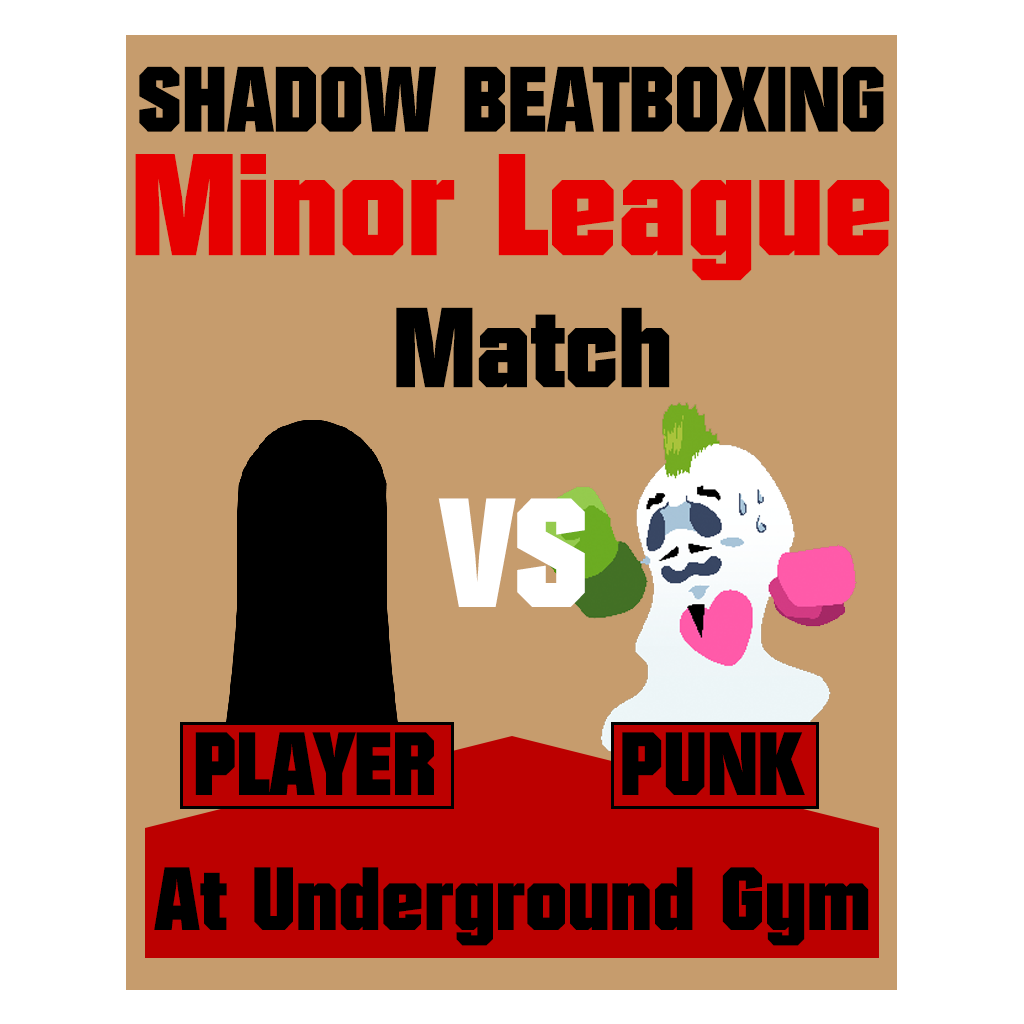 SHADOW BEATBOXING
Minor League
Match
VS
PLAYER
PUNK
At Underground Gym